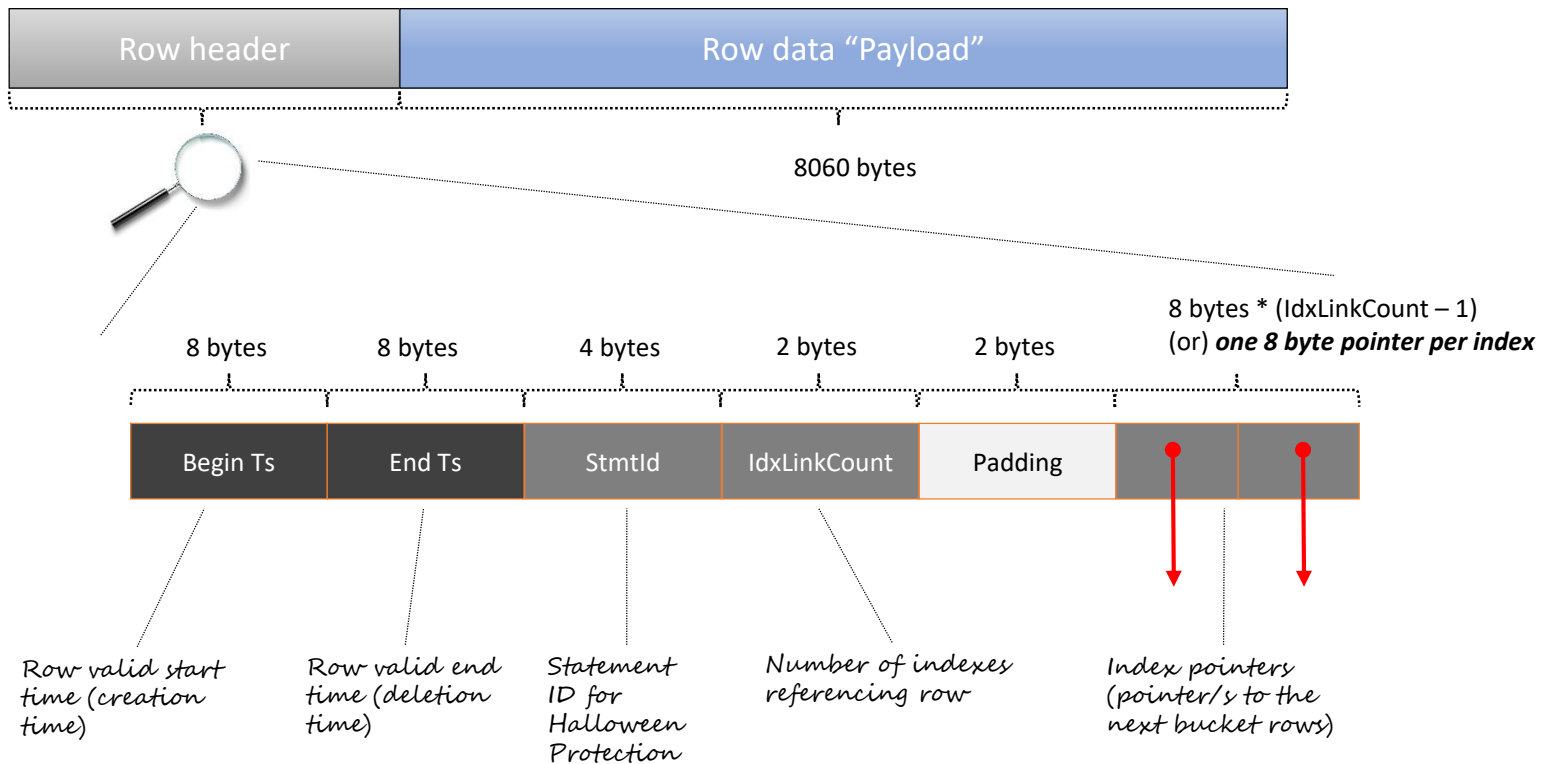 Row header
Row data “Payload”
8060 bytes
8 bytes * (IdxLinkCount – 1)
(or) one 8 byte pointer per index
8 bytes
8 bytes
4 bytes
2 bytes
2 bytes
Begin Ts
End Ts
StmtId
IdxLinkCount
Padding
Row valid start
time (creation
time)
Row valid end
time (deletion
time)
Statement
ID for
Halloween
Protection
Number of indexes
referencing row
Index pointers
(pointer/s to the
next bucket rows)